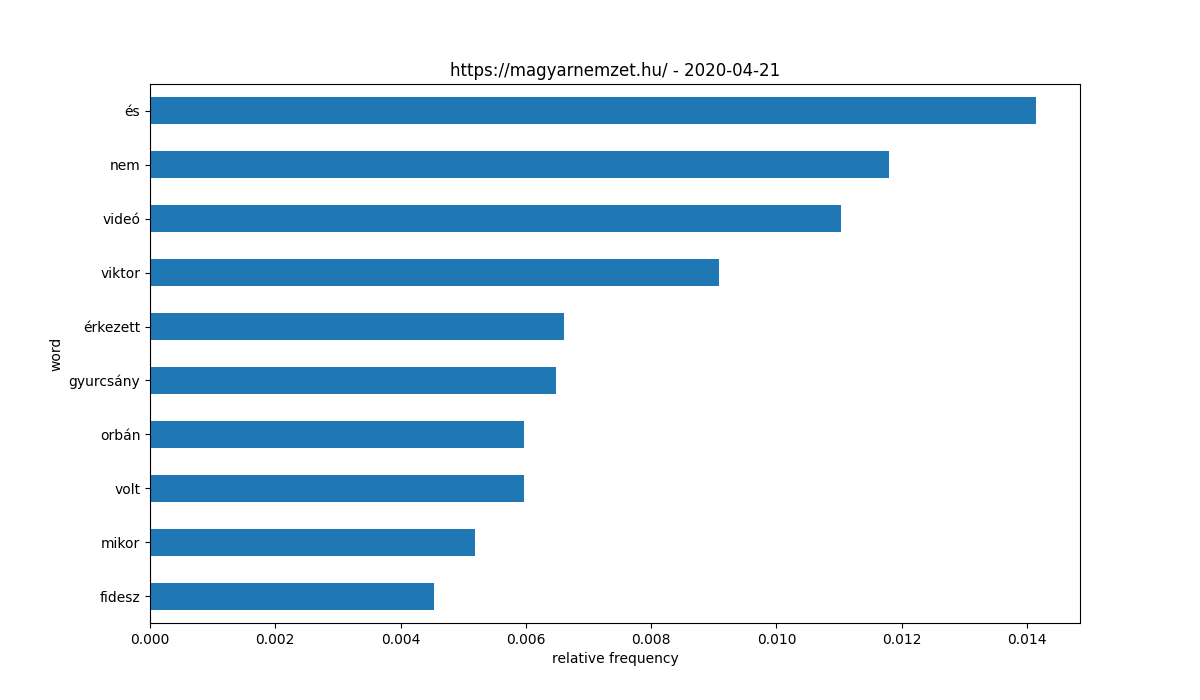 https://magyarnemzet.hu/ - 2020-04-21
és
nem
videó
viktor
érkezett
gyurcsány
orbán
volt
mikor
fidesz
word
0.000 0.002 0.004 0.006 0.008 0.010 0.012 0.014
relative frequency